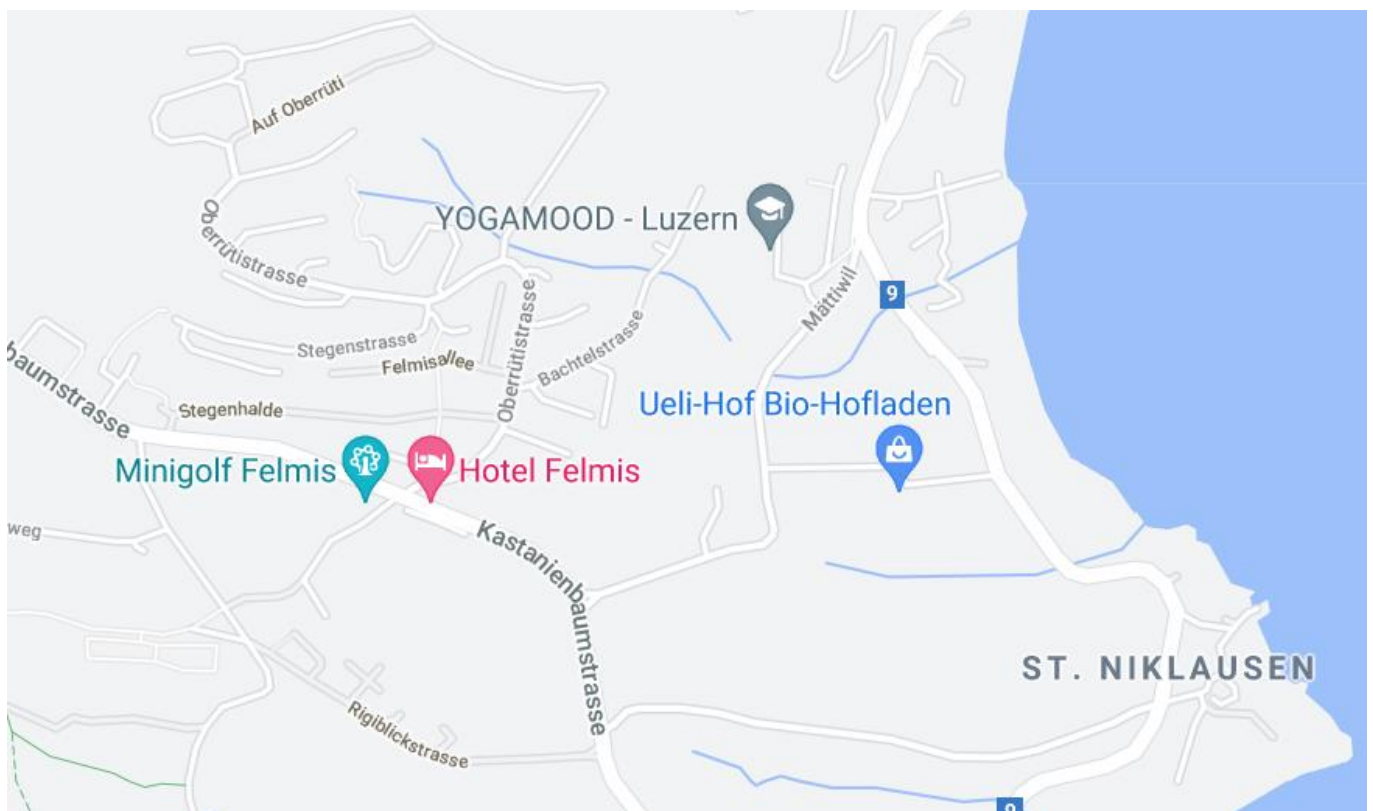 Auf Oberrüti
YOGAMOOD - Luzern
Oberrütistrasse
Mättiwil
9
Stegenstrasse
Felmisallee
Oberrütistrasse
Bachtelstrasse
baumstrasse
Stegenhalde
Ueli-Hof Bio-Hofladen
Minigolf Felmis
Hotel Felmis
weg
Kastanienbaumstrasse
ST. NIKLAUSEN
Rigiblickstrasse
9